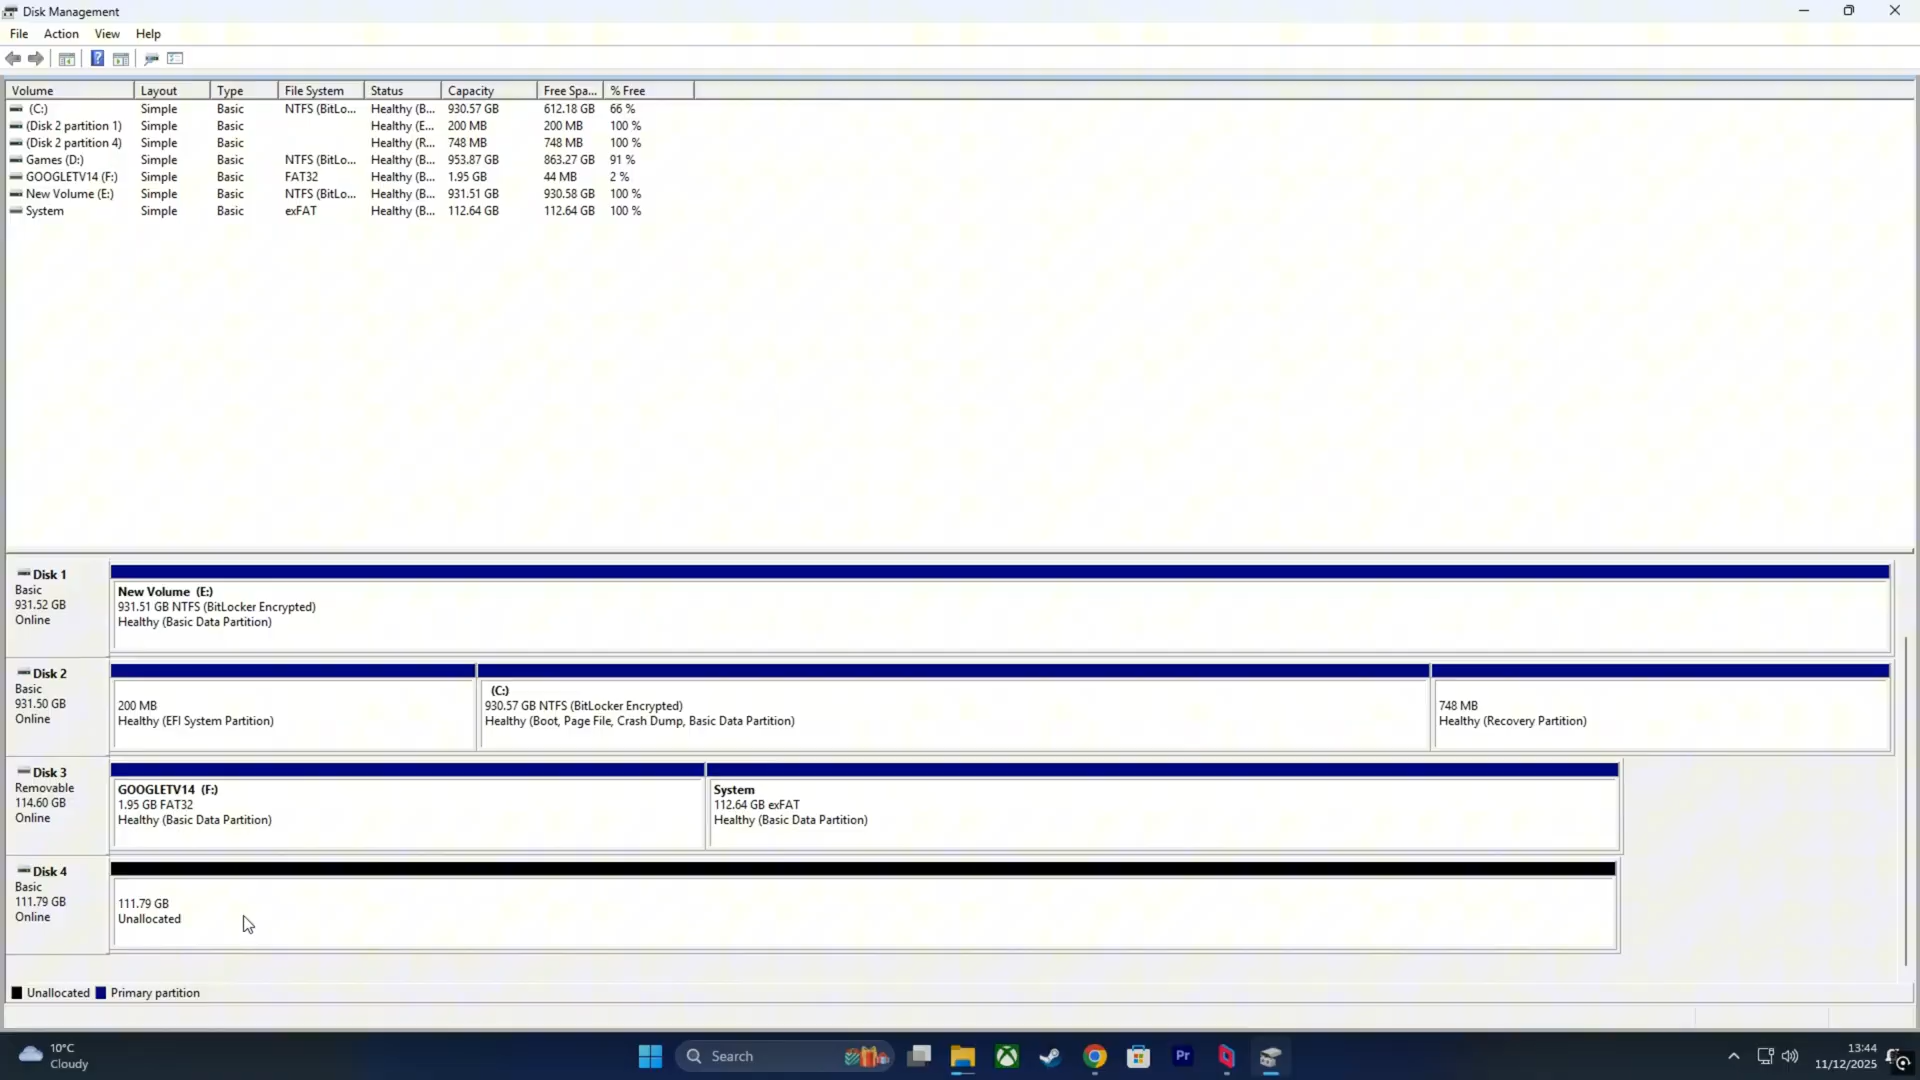 Disk Management
File Action View Help
Volume Layout Type File System Status Capacity Free Spa... % Free
(C:) Simple Basic NTFS (BitLo... Healthy (B... 930.57 GB 612.18 GB 66 %
(Disk 2 partition 1) Simple Basic Healthy (E... 200 MB 200 MB 100 %
(Disk 2 partition 4) Simple Basic Healthy (R... 748 MB 748 MB 100 %
Games (D:) Simple Basic NTFS (BitLo... Healthy (B... 953.87 GB 863.27 GB 91 %
GOOGLETV14 (F:) Simple Basic FAT32 Healthy (B... 1.95 GB 44 MB 2 %
New Volume (E:) Simple Basic NTFS (BitLo... Healthy (B... 931.51 GB 930.58 GB 100 %
System Simple Basic exFAT Healthy (B... 112.64 GB 112.64 GB 100 %
Disk 1
Basic
931.52 GB
Online
New Volume (E:)
931.51 GB NTFS (BitLocker Encrypted)
Healthy (Basic Data Partition)
Disk 2
Basic
931.50 GB
Online
200 MB
Healthy (EFI System Partition)
(C:)
930.57 GB NTFS (BitLocker Encrypted)
Healthy (Boot, Page File, Crash Dump, Basic Data Partition)
748 MB
Healthy (Recovery Partition)
Disk 3
Removable
114.60 GB
Online
GOOGLETV14 (F:)
1.95 GB FAT32
Healthy (Basic Data Partition)
System
112.64 GB exFAT
Healthy (Basic Data Partition)
Disk 4
Basic
111.79 GB
Online
111.79 GB
Unallocated
Unallocated Primary partition
10°C
Cloudy
Search
Pr
13:44
11/12/2025